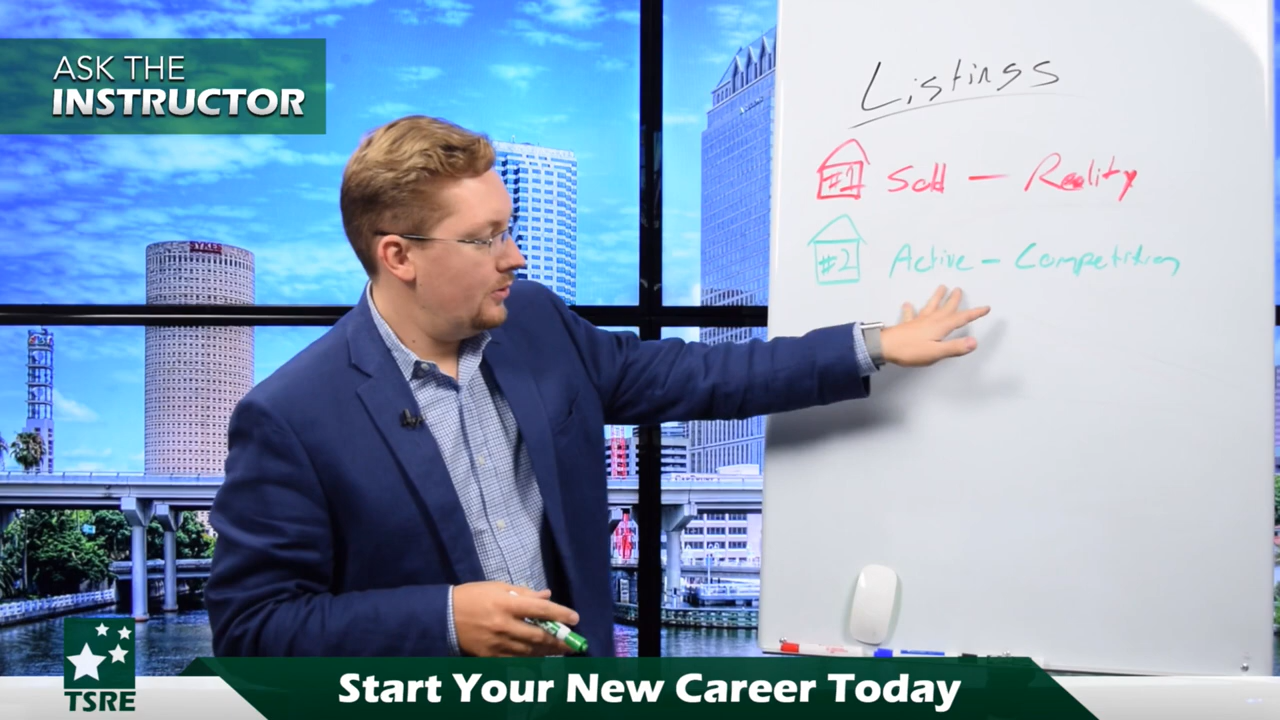 ASK THE
INSTRUCTOR
SYKES
Listings
#1 Sold — Reality
#2 Active — Competition
TSRE
Start Your New Career Today